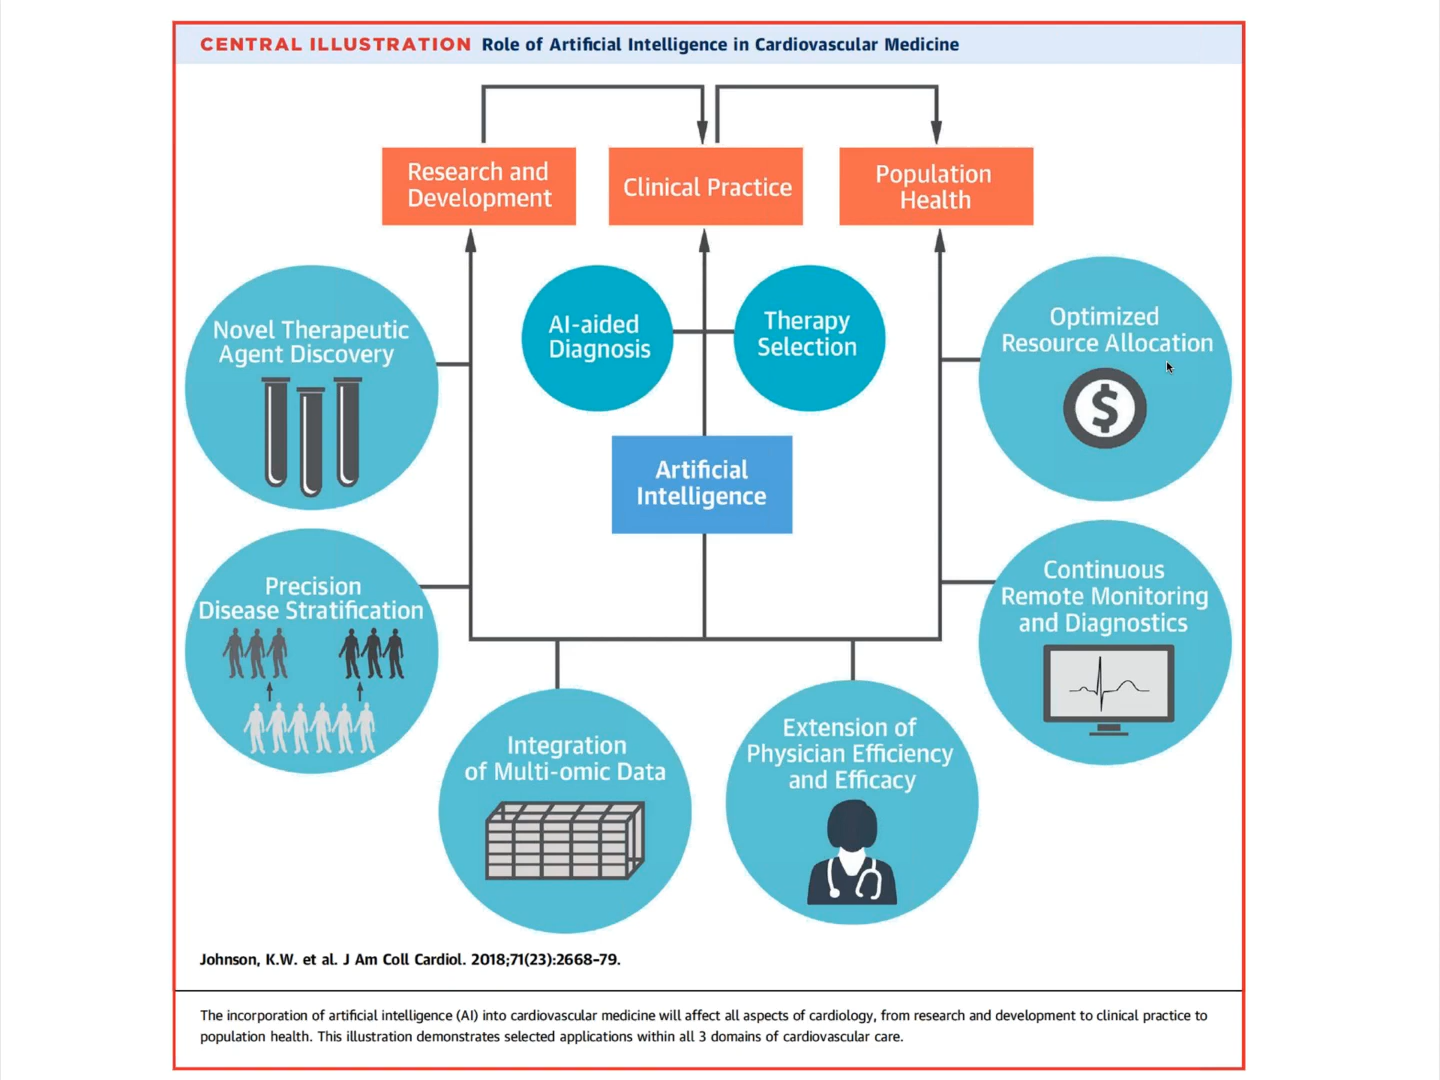 CENTRAL ILLUSTRATION Role of Artificial Intelligence in Cardiovascular Medicine
Research and
Development
Clinical Practice
Population
Health
Novel Therapeutic
Agent Discovery
AI-aided
Diagnosis
Therapy
Selection
Optimized
Resource Allocation
$
Artificial
Intelligence
Precision
Disease Stratification
Continuous
Remote Monitoring
and Diagnostics
Integration
of Multi-omic Data
Extension of
Physician Efficiency
and Efficacy
Johnson, K.W. et al. J Am Coll Cardiol. 2018;71(23):2668–79.
The incorporation of artificial intelligence (AI) into cardiovascular medicine will affect all aspects of cardiology, from research and development to clinical practice to
population health. This illustration demonstrates selected applications within all 3 domains of cardiovascular care.